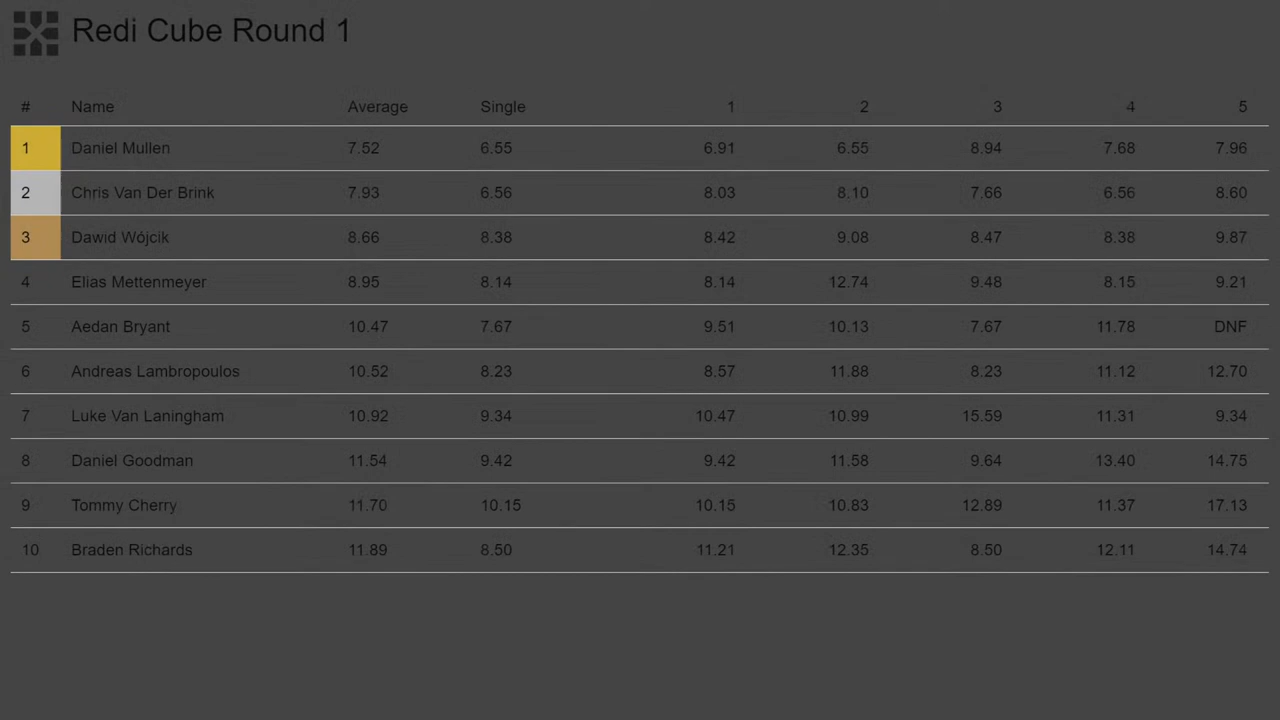 Redi Cube Round 1
# Name Average Single 1 2 3 4 5
1 Daniel Mullen 7.52 6.55 6.91 6.55 8.94 7.68 7.96
2 Chris Van Der Brink 7.93 6.56 8.03 8.10 7.66 6.56 8.60
3 Dawid Wójcik 8.66 8.38 8.42 9.08 8.47 8.38 9.87
4 Elias Mettenmeyer 8.95 8.14 8.14 12.74 9.48 8.15 9.21
5 Aedan Bryant 10.47 7.67 9.51 10.13 7.67 11.78 DNF
6 Andreas Lambropoulos 10.52 8.23 8.57 11.88 8.23 11.12 12.70
7 Luke Van Laningham 10.92 9.34 10.47 10.99 15.59 11.31 9.34
8 Daniel Goodman 11.54 9.42 9.42 11.58 9.64 13.40 14.75
9 Tommy Cherry 11.70 10.15 10.15 10.83 12.89 11.37 17.13
10 Braden Richards 11.89 8.50 11.21 12.35 8.50 12.11 14.74